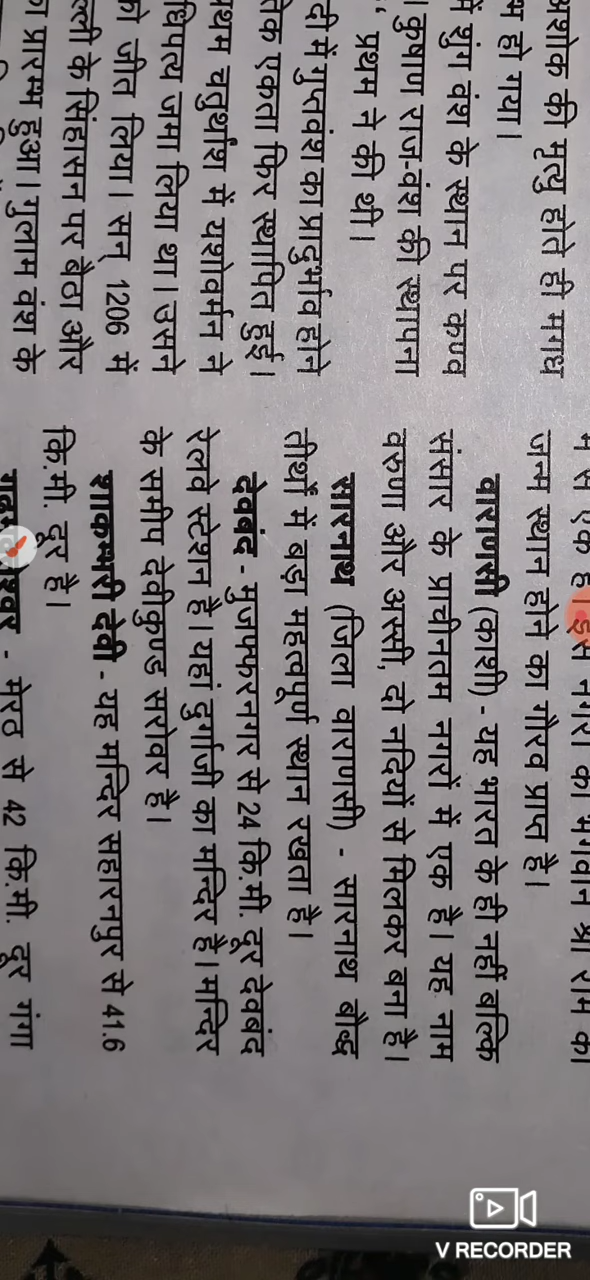 अशोक की मृत्यु होते ही मगध
हो गया।
में शुंग वंश के स्थान पर कण्व
कुषाण राज-वंश की स्थापना
प्रथम ने की थी।
में गुप्तवंश का प्रादुर्भाव होने
एकता फिर स्थापित हुई।
चतुर्थांश में यशोवर्मन ने
जमा लिया था। उसने
को जीत लिया। सन् 1206 में
के सिंहासन पर बैठा और
प्रारम्भ हुआ। गुलाम वंश के
में से एक है। इस नगरी को भगवान श्री राम का
जन्म स्थान होने का गौरव प्राप्त है।
वाराणसी (काशी) - यह भारत के ही नहीं बल्कि
संसार के प्राचीनतम नगरों में एक है। यह नाम
वरुणा और अस्सी, दो नदियों से मिलकर बना है।
सारनाथ (जिला वाराणसी) - सारनाथ बौद्ध
तीर्थों में बड़ा महत्वपूर्ण स्थान रखता है।
देवबंद - मुजफ्फरनगर से 24 कि.मी. दूर देवबंद
रेलवे स्टेशन है। यहां दुर्गाजी का मन्दिर है। मन्दिर
के समीप देवीकुण्ड सरोवर है।
शाकम्भरी देवी - यह मन्दिर सहारनपुर से 41.6
कि.मी. दूर है।
- मेरठ से 42 कि.मी. दूर गंगा
V RECORDER